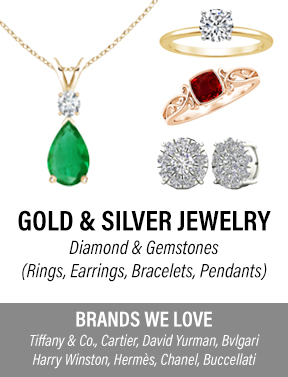 GOLD & SILVER JEWELRY
Diamond & Gemstones
(Rings, Earrings, Bracelets, Pendants)
BRANDS WE LOVE
Tiffany & Co., Cartier, David Yurman, Bvlgari
Harry Winston, Hermès, Chanel, Buccellati